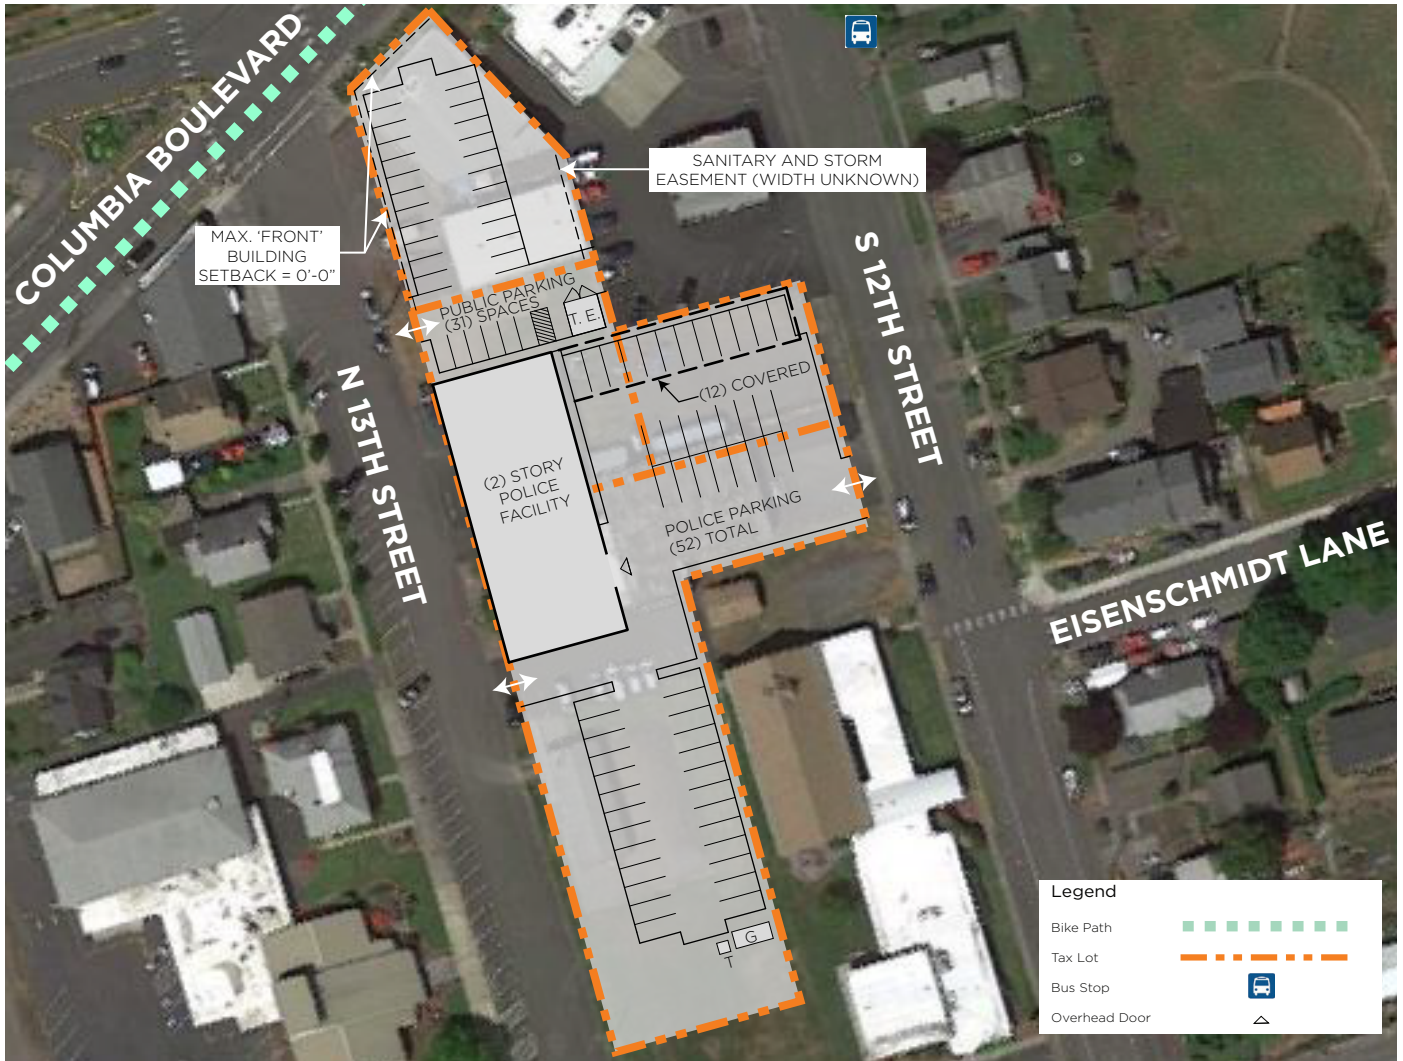 COLUMBIA BOULEVARD
SANITARY AND STORM
EASEMENT (WIDTH UNKNOWN)
MAX. 'FRONT'
BUILDING
SETBACK = 0'-0"
PUBLIC PARKING
(31) SPACES
T. E.
S 12TH STREET
(12) COVERED
N 13TH STREET
(2) STORY
POLICE
FACILITY
POLICE PARKING
(52) TOTAL
EISENSCHMIDT LANE
G
T
Legend
Bike Path
Tax Lot
Bus Stop
Overhead Door